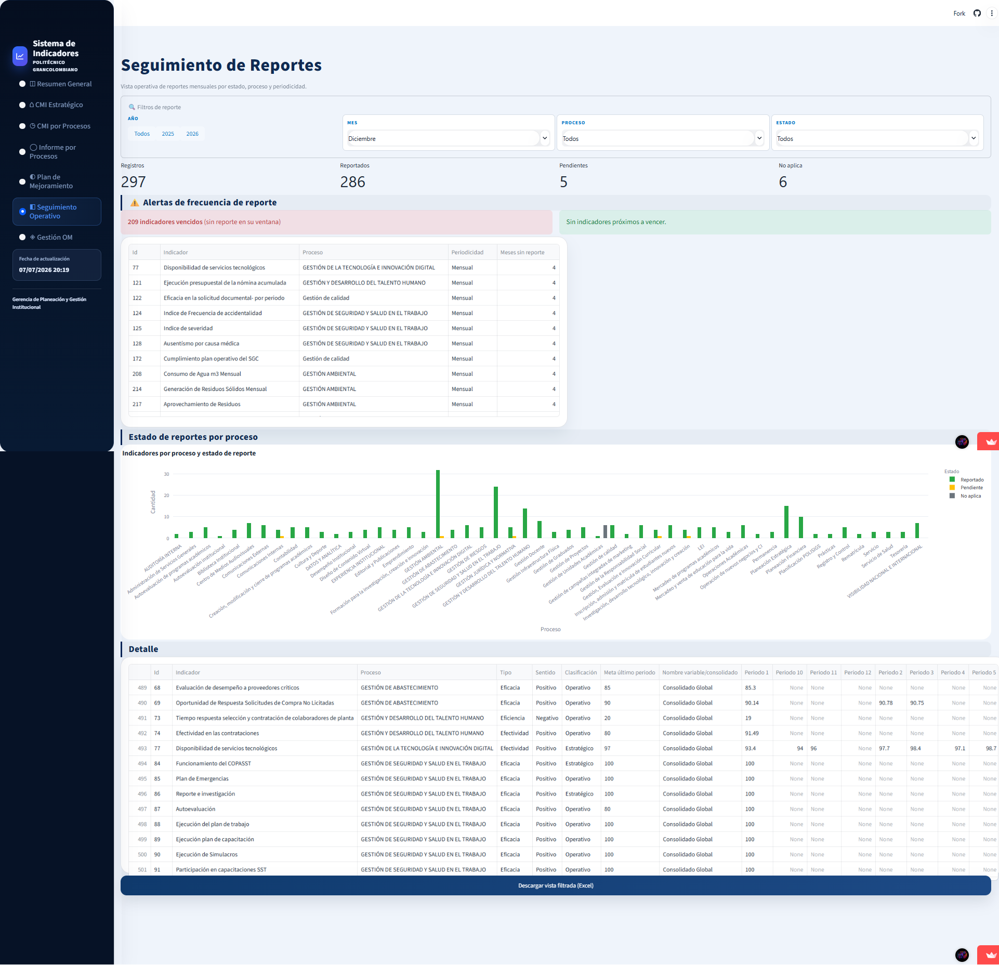 Fork
Sistema de
Indicadores
POLITÉCNICO
GRANCOLOMBIANO
Resumen General
CMI Estratégico
CMI por Procesos
Informe por
Procesos
Plan de
Mejoramiento
Seguimiento
Operativo
Gestión OM
Fecha de actualización
07/07/2026 20:19
Gerencia de Planeación y Gestión
Institucional
Seguimiento de Reportes
Vista operativa de reportes mensuales por estado, proceso y periodicidad.
Filtros de reporte
AÑO
Todos 2025 2026
MES
Diciembre
PROCESO
Todos
ESTADO
Todos
Registros
297
Reportados
286
Pendientes
5
No aplica
6
Alertas de frecuencia de reporte
209 indicadores vencidos (sin reporte en su ventana)
Sin indicadores próximos a vencer.
Id Indicador Proceso Periodicidad Meses sin reporte
77 Disponibilidad de servicios tecnológicos GESTIÓN DE LA TECNOLOGÍA E INNOVACIÓN DIGITAL Mensual 4
121 Ejecución presupuestal de la nómina acumulada GESTIÓN Y DESARROLLO DEL TALENTO HUMANO Mensual 4
122 Eficacia en la solicitud documental- por periodo Gestión de calidad Mensual 4
124 Indice de Frecuencia de accidentalidad GESTIÓN DE SEGURIDAD Y SALUD EN EL TRABAJO Mensual 4
125 Indice de severidad GESTIÓN DE SEGURIDAD Y SALUD EN EL TRABAJO Mensual 4
128 Ausentísmo por causa médica GESTIÓN DE SEGURIDAD Y SALUD EN EL TRABAJO Mensual 4
172 Cumplimiento plan operativo del SGC Gestión de calidad Mensual 4
208 Consumo de Agua m3 Mensual GESTIÓN AMBIENTAL Mensual 4
214 Generación de Residuos Sólidos Mensual GESTIÓN AMBIENTAL Mensual 4
217 Aprovechamiento de Residuos GESTIÓN AMBIENTAL Mensual 4
Estado de reportes por proceso
Indicadores por proceso y estado de reporte
Cantidad
30
20
10
0
Estado
Reportado
Pendiente
No aplica
AUDITORÍA INTERNA
Administración de Servicios Generales
Autoevaluación de programas académicos
Autoevaluación Institucional
Biblioteca Institucional
Centro de Medios Audiovisuales
Comunicaciones Externas
Comunicaciones Internas
Contabilidad
Creación, modificación y cierre de programas académicos
Cultura y Deporte
DATOS Y ANALÍTICA
Desempeño Institucional
Diseño de Contenido Virtual
EXPERIENCIA INSTITUCIONAL
Editorial y Publicaciones
Emprendimiento
Formación para la investigación, creación e innovación
GESTIÓN AMBIENTAL
GESTIÓN DE ABASTECIMIENTO
GESTIÓN DE LA TECNOLOGÍA E INNOVACIÓN DIGITAL
GESTIÓN DE RIESGOS
GESTIÓN DE SEGURIDAD Y SALUD EN EL TRABAJO
GESTIÓN JURÍDICA Y NORMATIVA
GESTIÓN Y DESARROLLO DEL TALENTO HUMANO
Gestión Docente
Gestión Infraestructura Física
Gestión de Graduados
Gestión de Proyectos
Gestión de Unidades Académicas
Gestión de calidad
Gestión de campañas integradas de marketing
Gestión de la Responsabilidad Social
Gestión, Evaluación e Innovación Curricular
Inscripción, admisión y matrícula de estudiantes nuevos
Investigación, desarrollo tecnológico, innovación y creación
LEI
Mercadeo de programas académicos
Mercadeo y venta de educación para la vida
Operaciones Académicas
Operación de nuevos negocios y CI
Permanencia
Planeación Estratégica
Planeación Financiera
Planificación POLISIGS
Prácticas
Registro y Control
Rematrícula
Servicio
Servicio de Salud
Tesorería
VISIBILIDAD NACIONAL E INTERNACIONAL
Proceso
Detalle
Id Indicador Proceso Tipo Sentido Clasificación Meta último periodo Nombre variable/consolidado Periodo 1 Periodo 10 Periodo 11 Periodo 12 Periodo 2 Periodo 3 Periodo 4 Periodo 5
489 68 Evaluación de desempeño a proveedores críticos GESTIÓN DE ABASTECIMIENTO Eficacia Positivo Operativo 85 Consolidado Global 85.3 None None None None None None None
490 69 Oportunidad de Respuesta Solicitudes de Compra No Licitadas GESTIÓN DE ABASTECIMIENTO Eficacia Positivo Operativo 90 Consolidado Global 90.14 None None None 90.78 90.75 None None
491 73 Tiempo respuesta selección y contratación de colaboradores de planta GESTIÓN Y DESARROLLO DEL TALENTO HUMANO Eficiencia Negativo Operativo 20 Consolidado Global 19 None None None None None None None
492 74 Efectividad en las contrataciones GESTIÓN Y DESARROLLO DEL TALENTO HUMANO Efectividad Positivo Operativo 80 Consolidado Global 91.49 None None None None None None None
493 77 Disponibilidad de servicios tecnológicos GESTIÓN DE LA TECNOLOGÍA E INNOVACIÓN DIGITAL Efectividad Positivo Estratégico 97 Consolidado Global 93.4 94 96 None 97.7 98.4 97.1 98.7
494 84 Funcionamiento del COPASST GESTIÓN DE SEGURIDAD Y SALUD EN EL TRABAJO Eficacia Positivo Estratégico 100 Consolidado Global 100 None None None None None None None
495 85 Plan de Emergencias GESTIÓN DE SEGURIDAD Y SALUD EN EL TRABAJO Eficacia Positivo Operativo 100 Consolidado Global 100 None None None None None None None
496 86 Reporte e investigación GESTIÓN DE SEGURIDAD Y SALUD EN EL TRABAJO Eficacia Positivo Estratégico 100 Consolidado Global 100 None None None None None None None
497 87 Autoevaluación GESTIÓN DE SEGURIDAD Y SALUD EN EL TRABAJO Eficacia Positivo Operativo 80 Consolidado Global 100 None None None None None None None
498 88 Ejecución del plan de trabajo GESTIÓN DE SEGURIDAD Y SALUD EN EL TRABAJO Eficacia Positivo Operativo 100 Consolidado Global 100 None None None None None None None
499 89 Ejecución plan de capacitación GESTIÓN DE SEGURIDAD Y SALUD EN EL TRABAJO Eficacia Positivo Operativo 100 Consolidado Global 100 None None None None None None None
500 90 Ejecución de Simulacros GESTIÓN DE SEGURIDAD Y SALUD EN EL TRABAJO Eficacia Positivo Operativo 100 Consolidado Global 100 None None None None None None None
501 91 Participación en capacitaciones SST GESTIÓN DE SEGURIDAD Y SALUD EN EL TRABAJO Eficacia Positivo Operativo 100 Consolidado Global 100 None None None None None None None
Descargar vista filtrada (Excel)